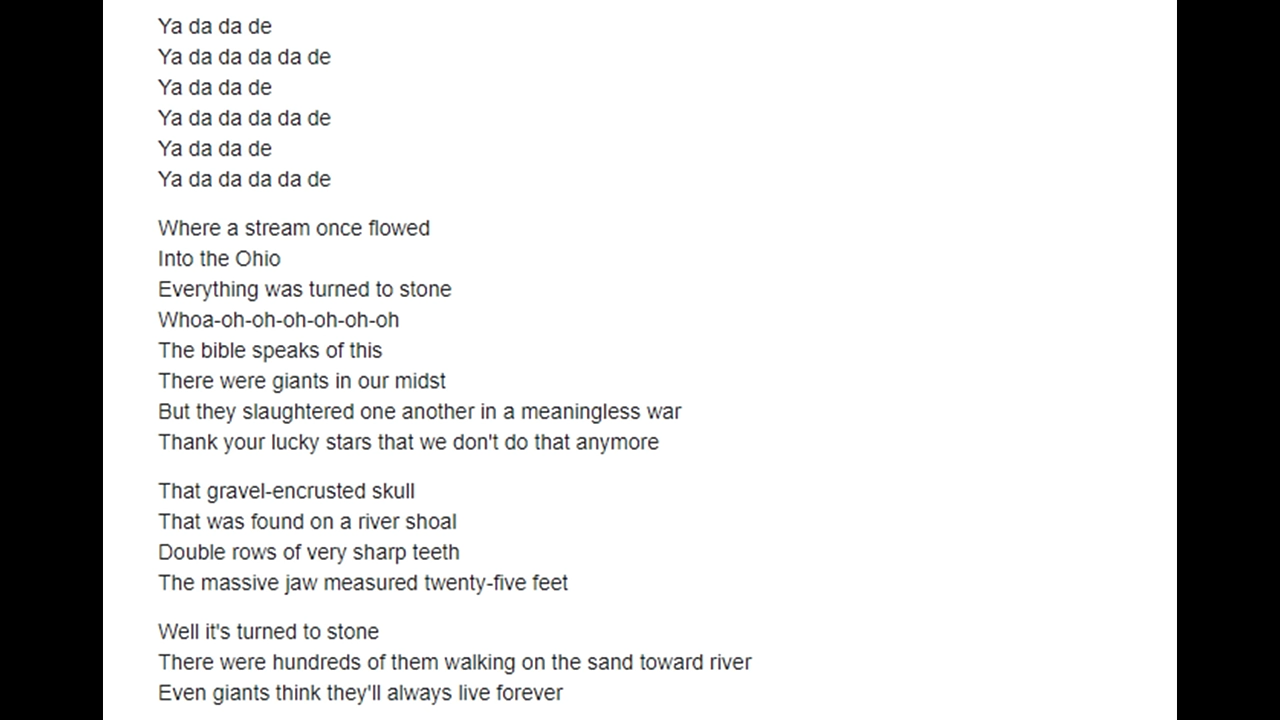 Ya da da de
Ya da da da da de
Ya da da de
Ya da da da da de
Ya da da de
Ya da da da da de
Where a stream once flowed
Into the Ohio
Everything was turned to stone
Whoa-oh-oh-oh-oh-oh-oh
The bible speaks of this
There were giants in our midst
But they slaughtered one another in a meaningless war
Thank your lucky stars that we don't do that anymore
That gravel-encrusted skull
That was found on a river shoal
Double rows of very sharp teeth
The massive jaw measured twenty-five feet
Well it's turned to stone
There were hundreds of them walking on the sand toward river
Even giants think they'll always live forever